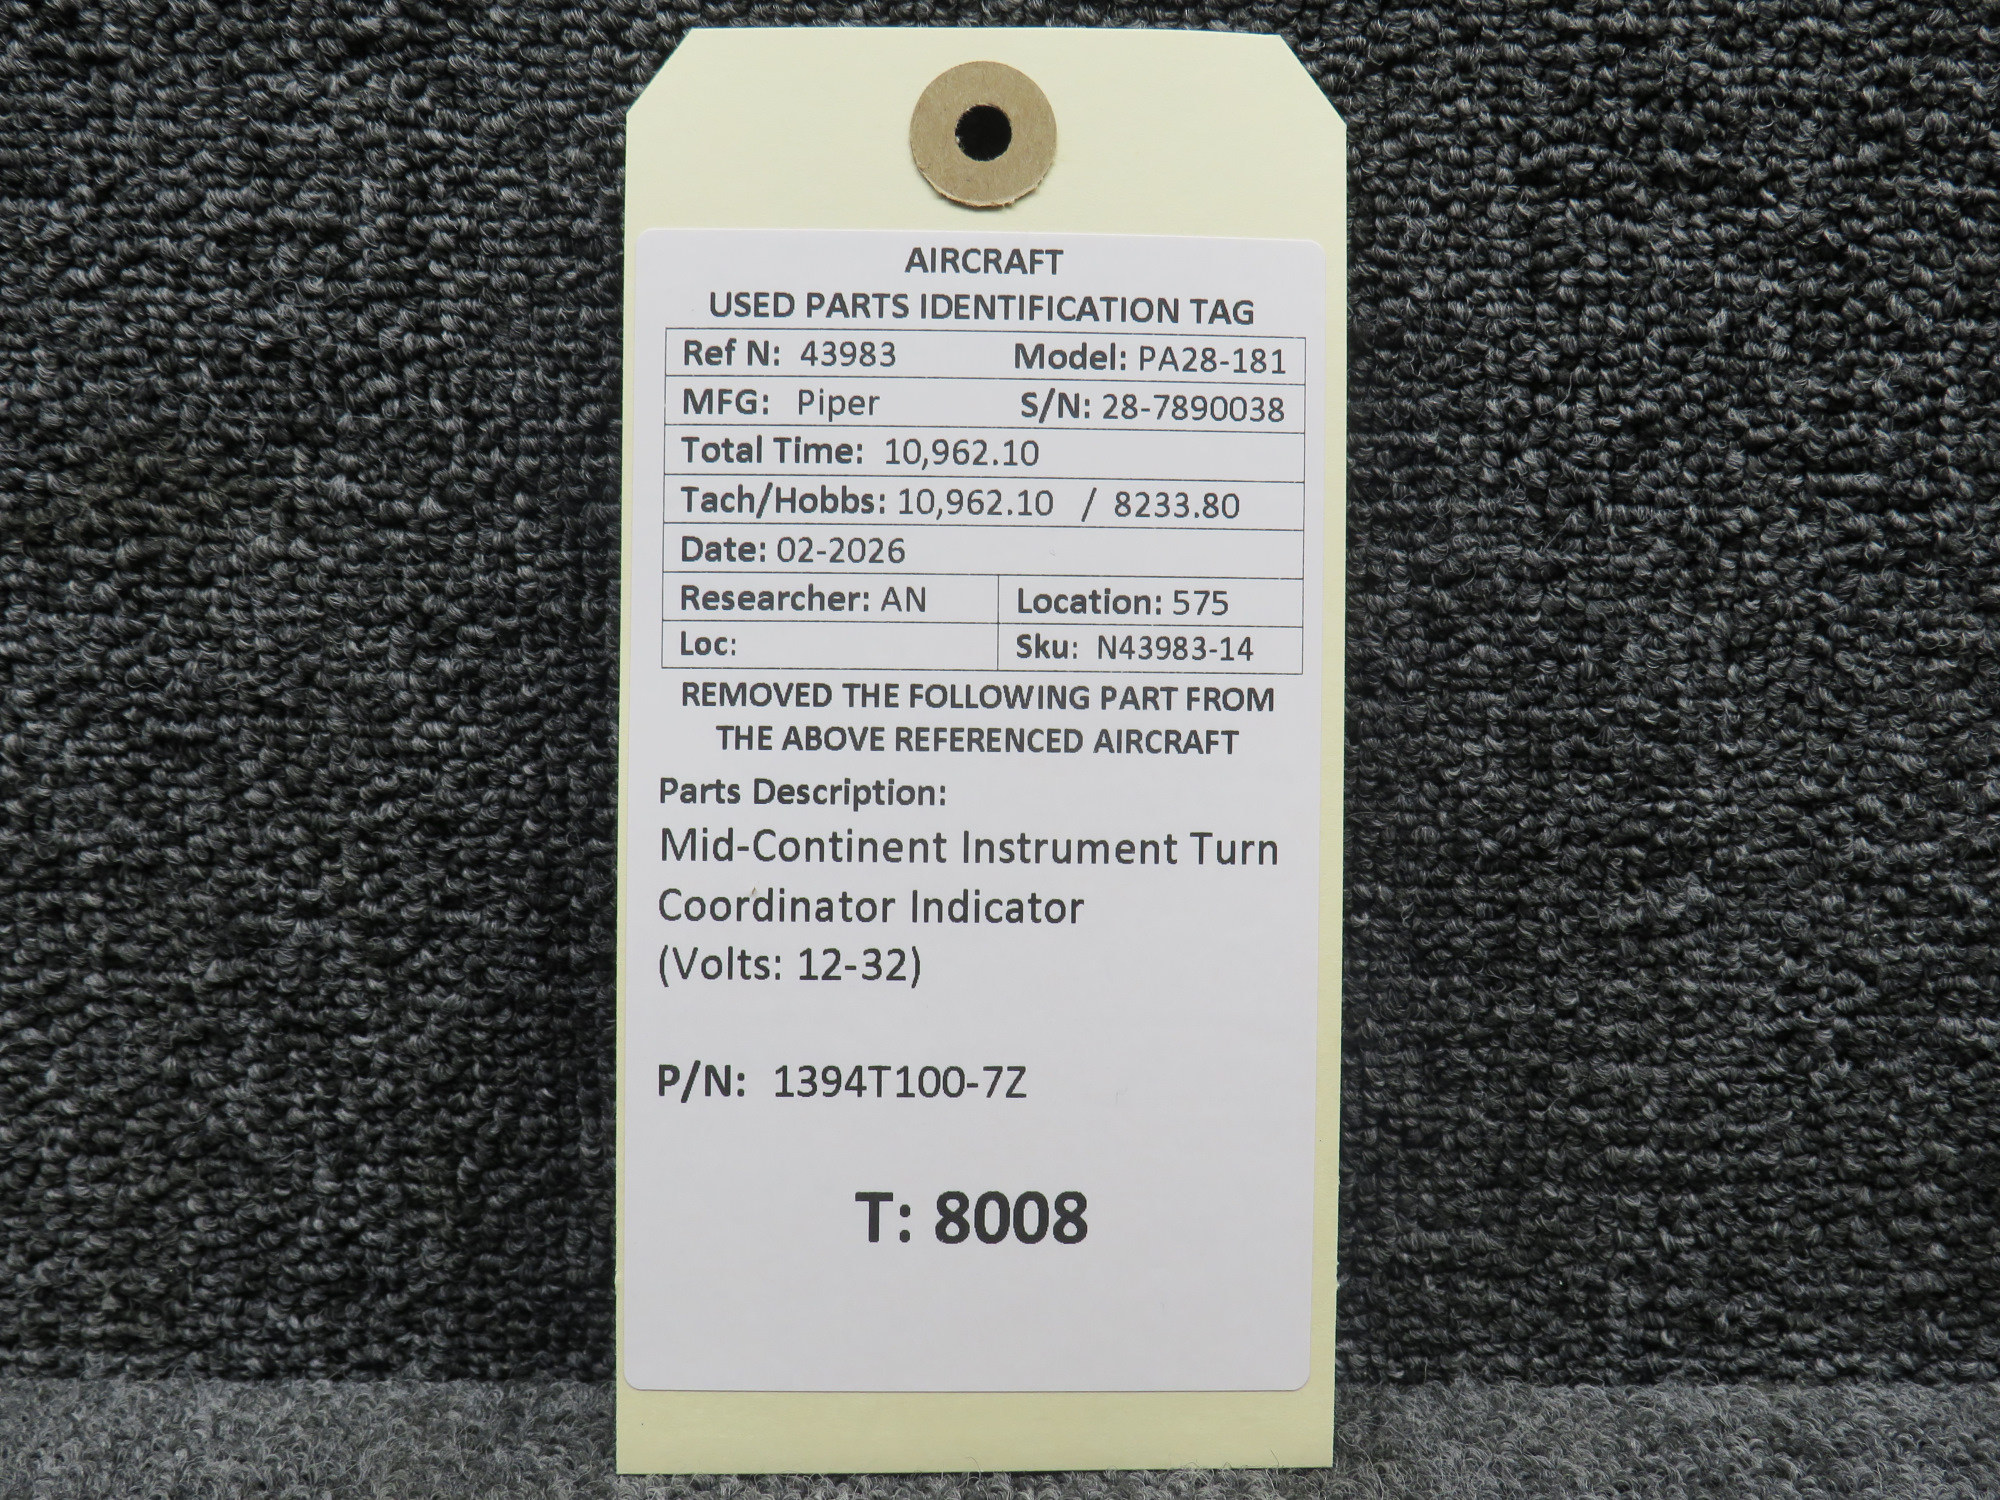 AIRCRAFT
USED PARTS IDENTIFICATION TAG
Ref N: 43983 Model: PA28-181
MFG: Piper S/N: 28-7890038
Total Time: 10,962.10
Tach/Hobbs: 10,962.10 / 8233.80
Date: 02-2026
Researcher: AN Location: 575
Loc: Sku: N43983-14
REMOVED THE FOLLOWING PART FROM
THE ABOVE REFERENCED AIRCRAFT
Parts Description:
Mid-Continent Instrument Turn
Coordinator Indicator
(Volts: 12-32)
P/N: 1394T100-7Z
T: 8008